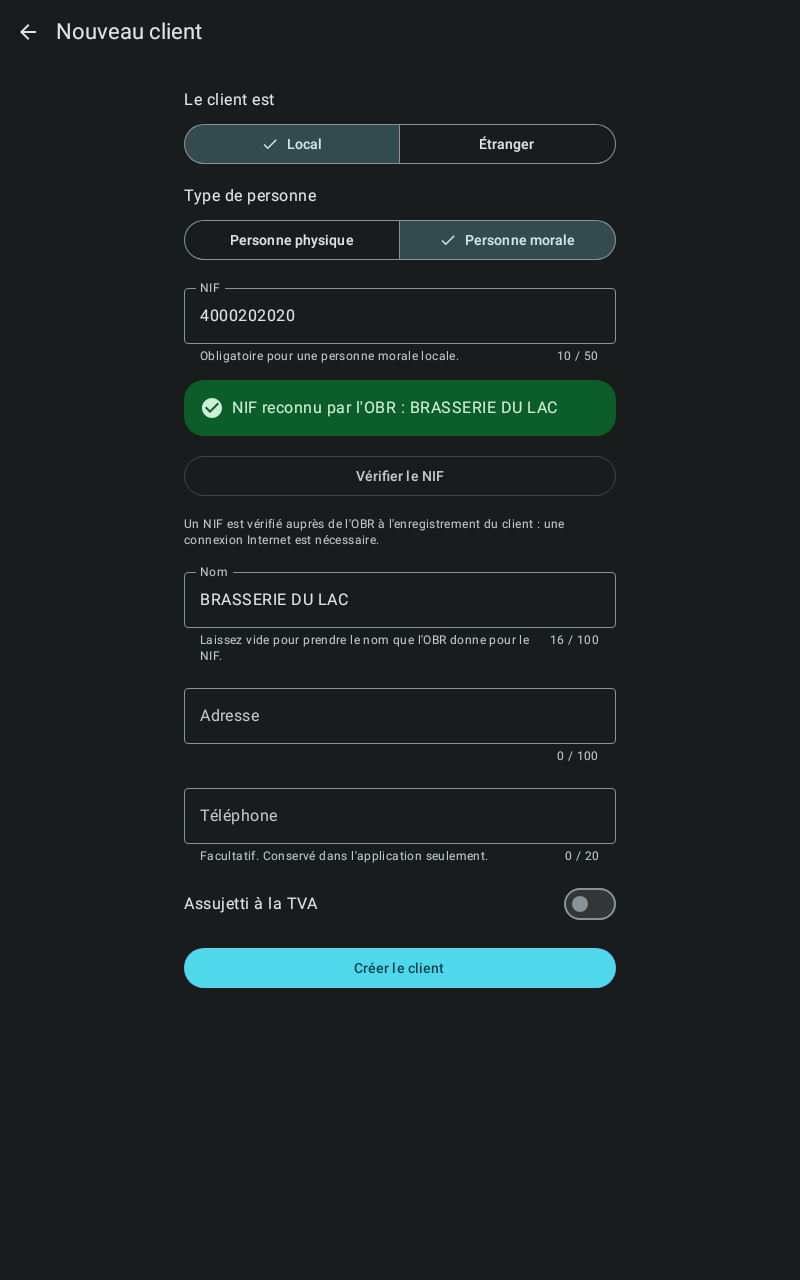 Nouveau client
Le client est
Local
Étranger
Type de personne
Personne physique
Personne morale
NIF
4000202020
Obligatoire pour une personne morale locale.
10 / 50
NIF reconnu par l'OBR : BRASSERIE DU LAC
Vérifier le NIF
Un NIF est vérifié auprès de l'OBR à l'enregistrement du client : une
connexion Internet est nécessaire.
Nom
BRASSERIE DU LAC
Laissez vide pour prendre le nom que l'OBR donne pour le
NIF.
16 / 100
Adresse
0 / 100
Téléphone
Facultatif. Conservé dans l'application seulement.
0 / 20
Assujetti à la TVA
Créer le client